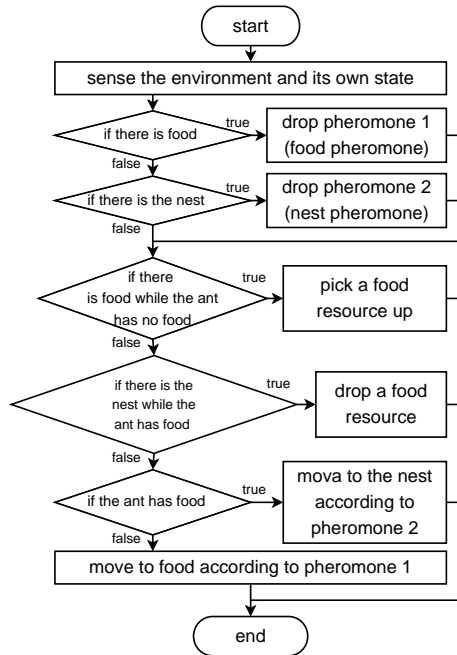 start
sense the environment and its own state
if there is food
true
drop pheromone 1
(food pheromone)
false
if there is the nest
true
drop pheromone 2
(nest pheromone)
false
if there
is food while the ant
has no food
true
pick a food
resource up
false
if there is the
nest while the
ant has food
true
drop a food
resource
false
if the ant has food
true
mova to the nest
according to
pheromone 2
false
move to food according to pheromone 1
end